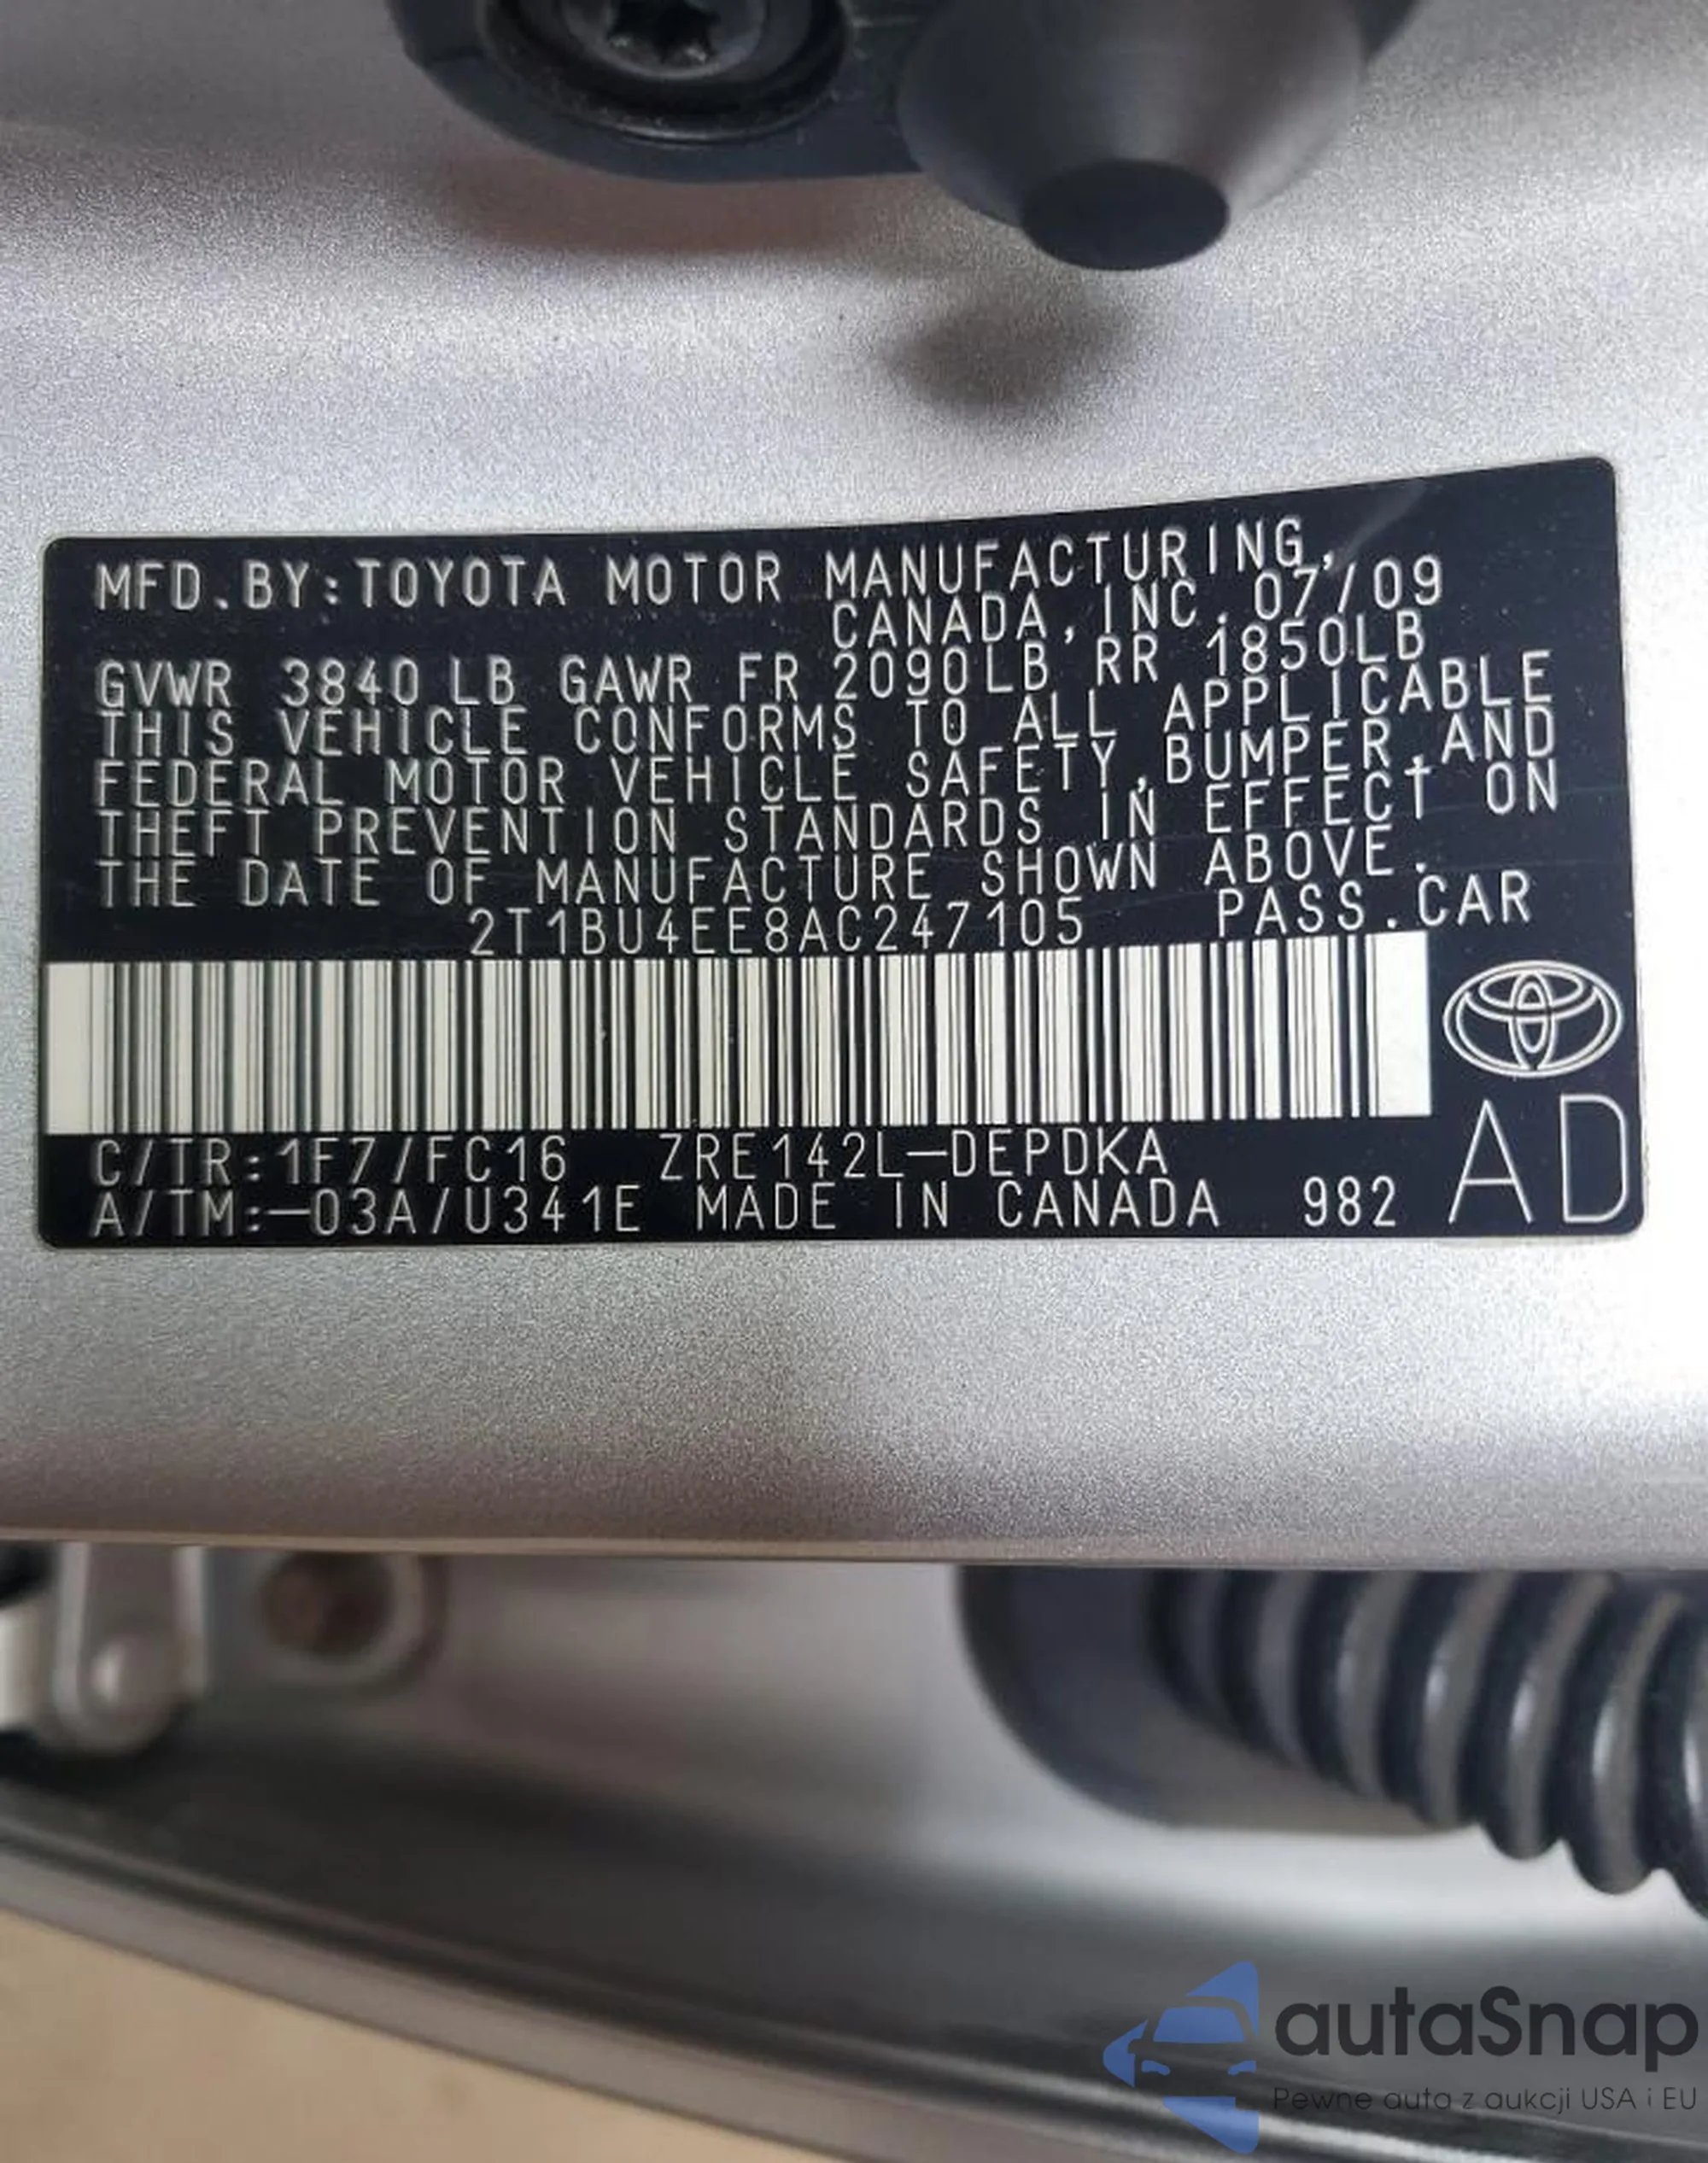 MFD.BY:TOYOTA MOTOR MANUFACTURING,
CANADA,INC.07/09
GVWR 3840 LB GAWR FR 2090LB RR 1850LB
THIS VEHICLE CONFORMS TO ALL APPLICABLE
FEDERAL MOTOR VEHICLE SAFETY,BUMPER,AND
THEFT PREVENTION STANDARDS IN EFFECT ON
THE DATE OF MANUFACTURE SHOWN ABOVE.
2T1BU4EE8AC247105 PASS.CAR
C/TR:1F7/FC16 ZRE142L-DEPDKA
A/TM:-03A/U341E MADE IN CANADA 982
AD
autaSnap
Pewne auta z aukcji USA i EU